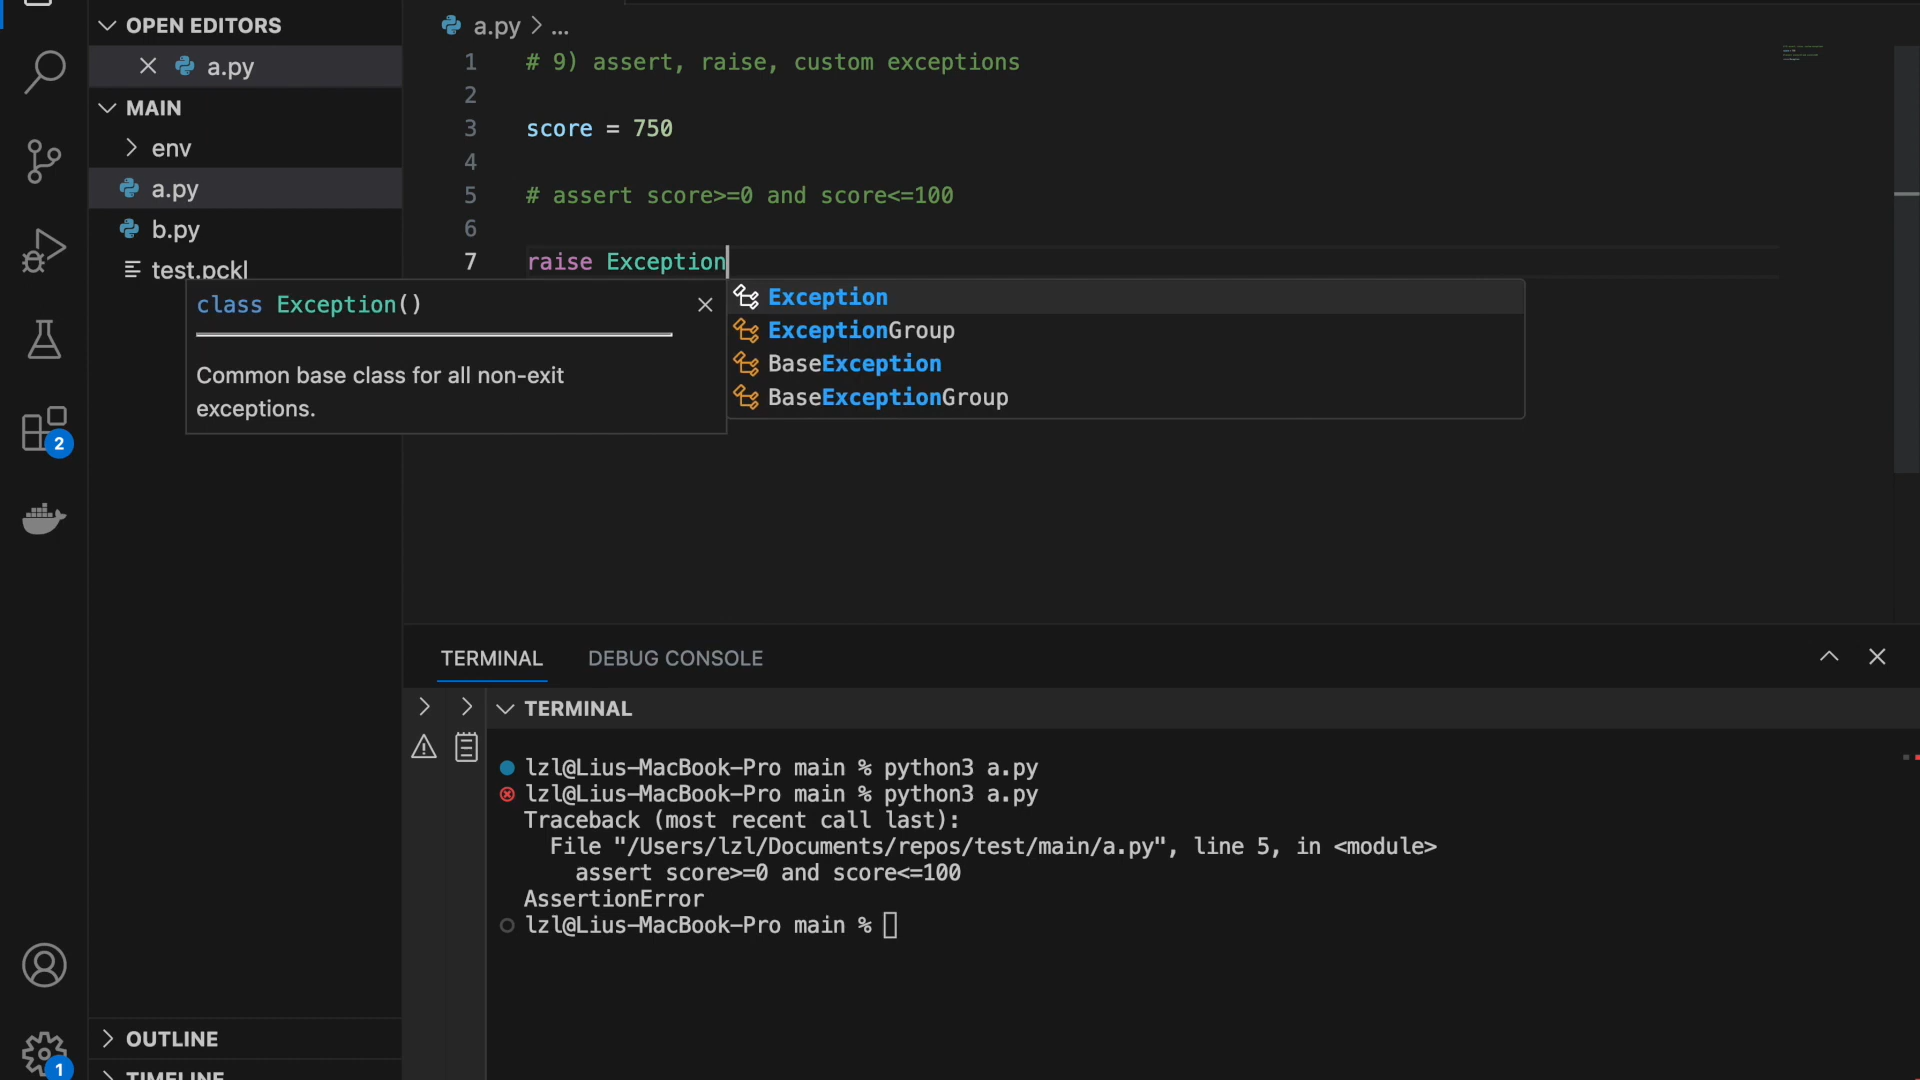 OPEN EDITORS
a.py
MAIN
env
a.py
b.py
test.pckl
2
OUTLINE
TIMELINE
1
a.py > ...
1 # 9) assert, raise, custom exceptions
2
3 score = 750
4
5 # assert score>=0 and score<=100
6
7 raise Exception
class Exception()
Common base class for all non-exit
exceptions.
Exception
ExceptionGroup
BaseException
BaseExceptionGroup
TERMINAL DEBUG CONSOLE
TERMINAL
lzl@Lius-MacBook-Pro main % python3 a.py
lzl@Lius-MacBook-Pro main % python3 a.py
Traceback (most recent call last):
File "/Users/lzl/Documents/repos/test/main/a.py", line 5, in <module>
assert score>=0 and score<=100
AssertionError
lzl@Lius-MacBook-Pro main %